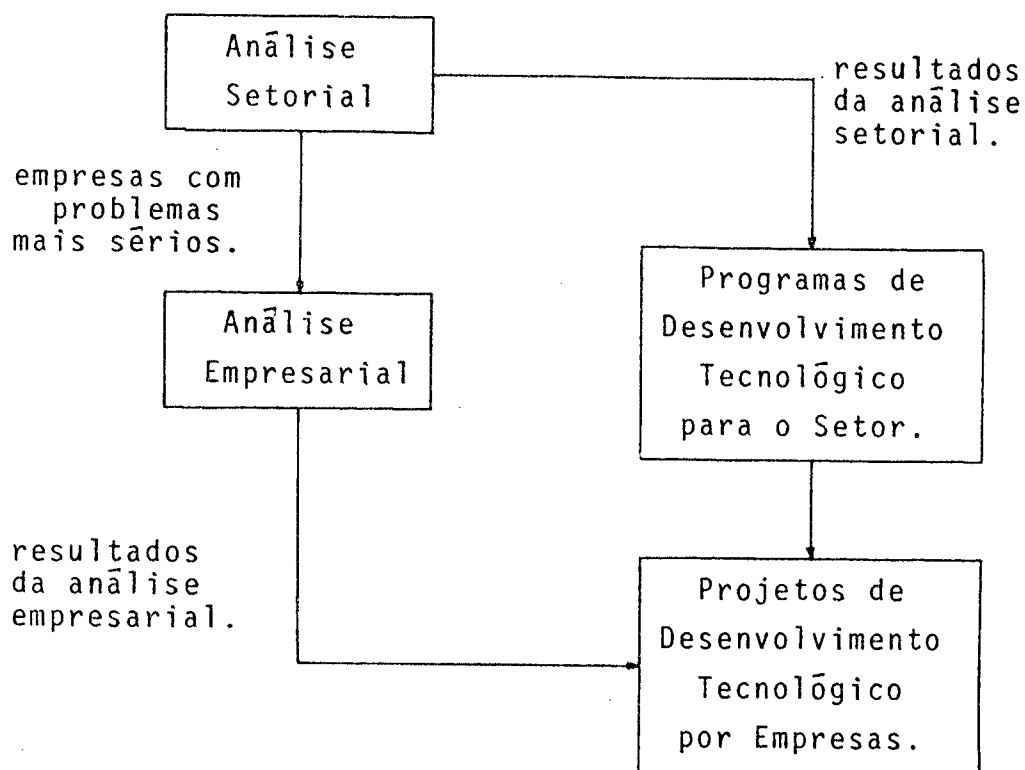 Análise
Setorial
resultados
da análise
setorial.
empresas com
problemas
mais sérios.
Análise
Empresarial
Programas de
Desenvolvimento
Tecnológico
para o Setor.
resultados
da análise
empresarial.
Projetos de
Desenvolvimento
Tecnológico
por Empresas.